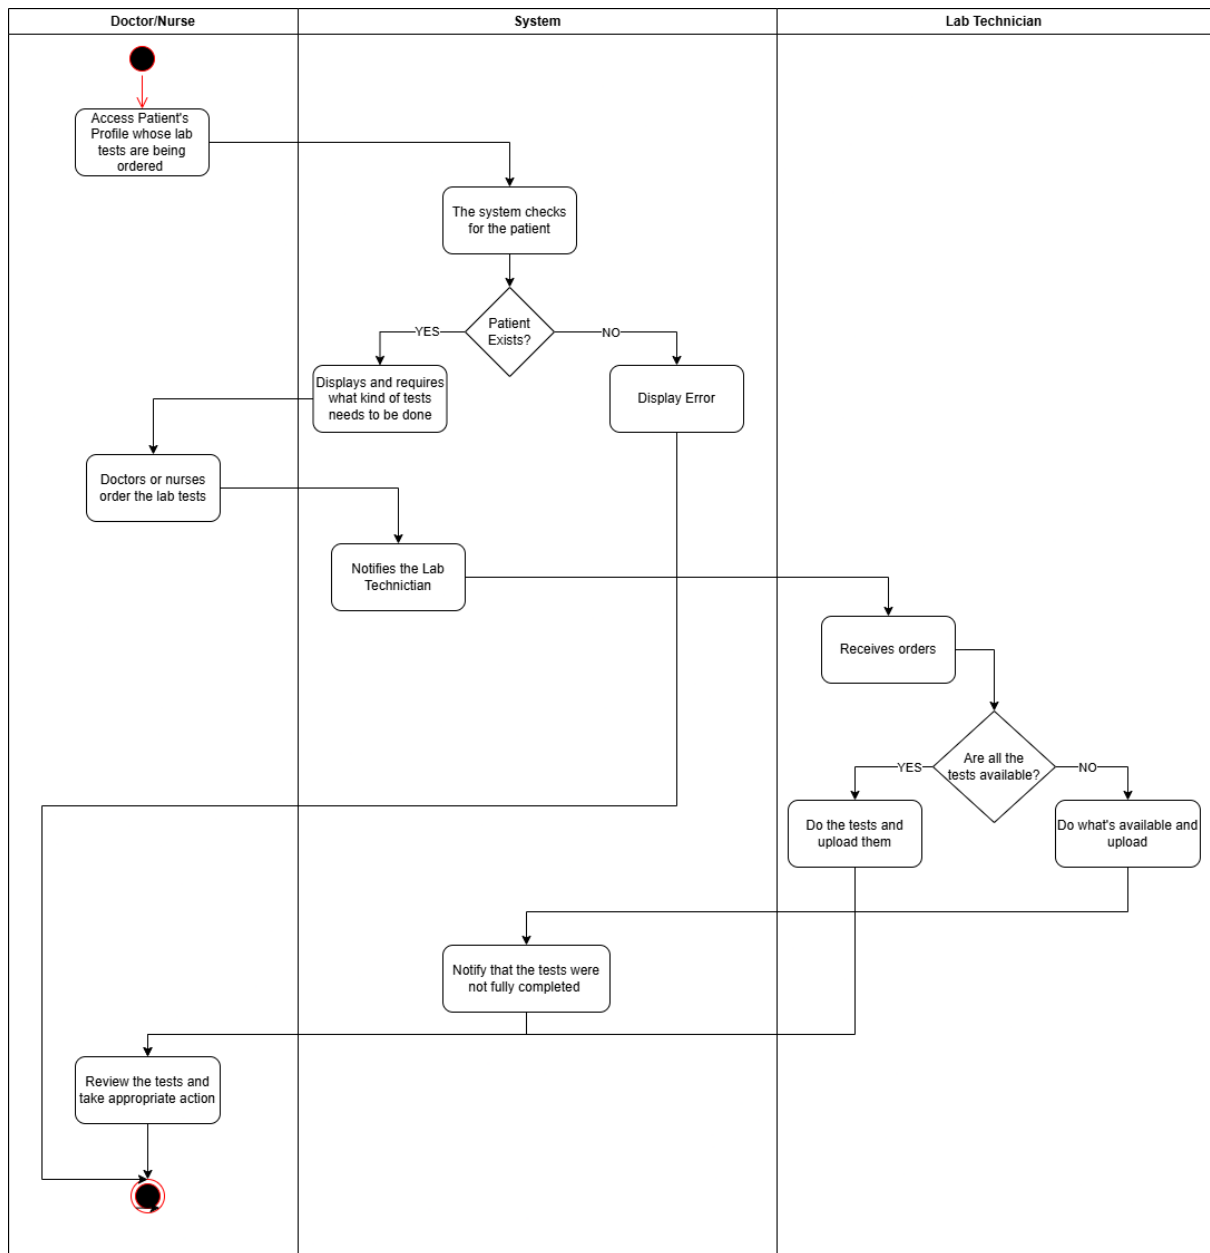 Doctor/Nurse
System
Lab Technician
Access Patient's
Profile whose lab
tests are being
ordered
The system checks
for the patient
Patient
Exists?
YES
NO
Displays and requires
what kind of tests
needs to be done
Display Error
Doctors or nurses
order the lab tests
Notifies the Lab
Technictian
Receives orders
Are all the
tests available?
YES
NO
Do the tests and
upload them
Do what's available and
upload
Notify that the tests were
not fully completed
Review the tests and
take appropriate action